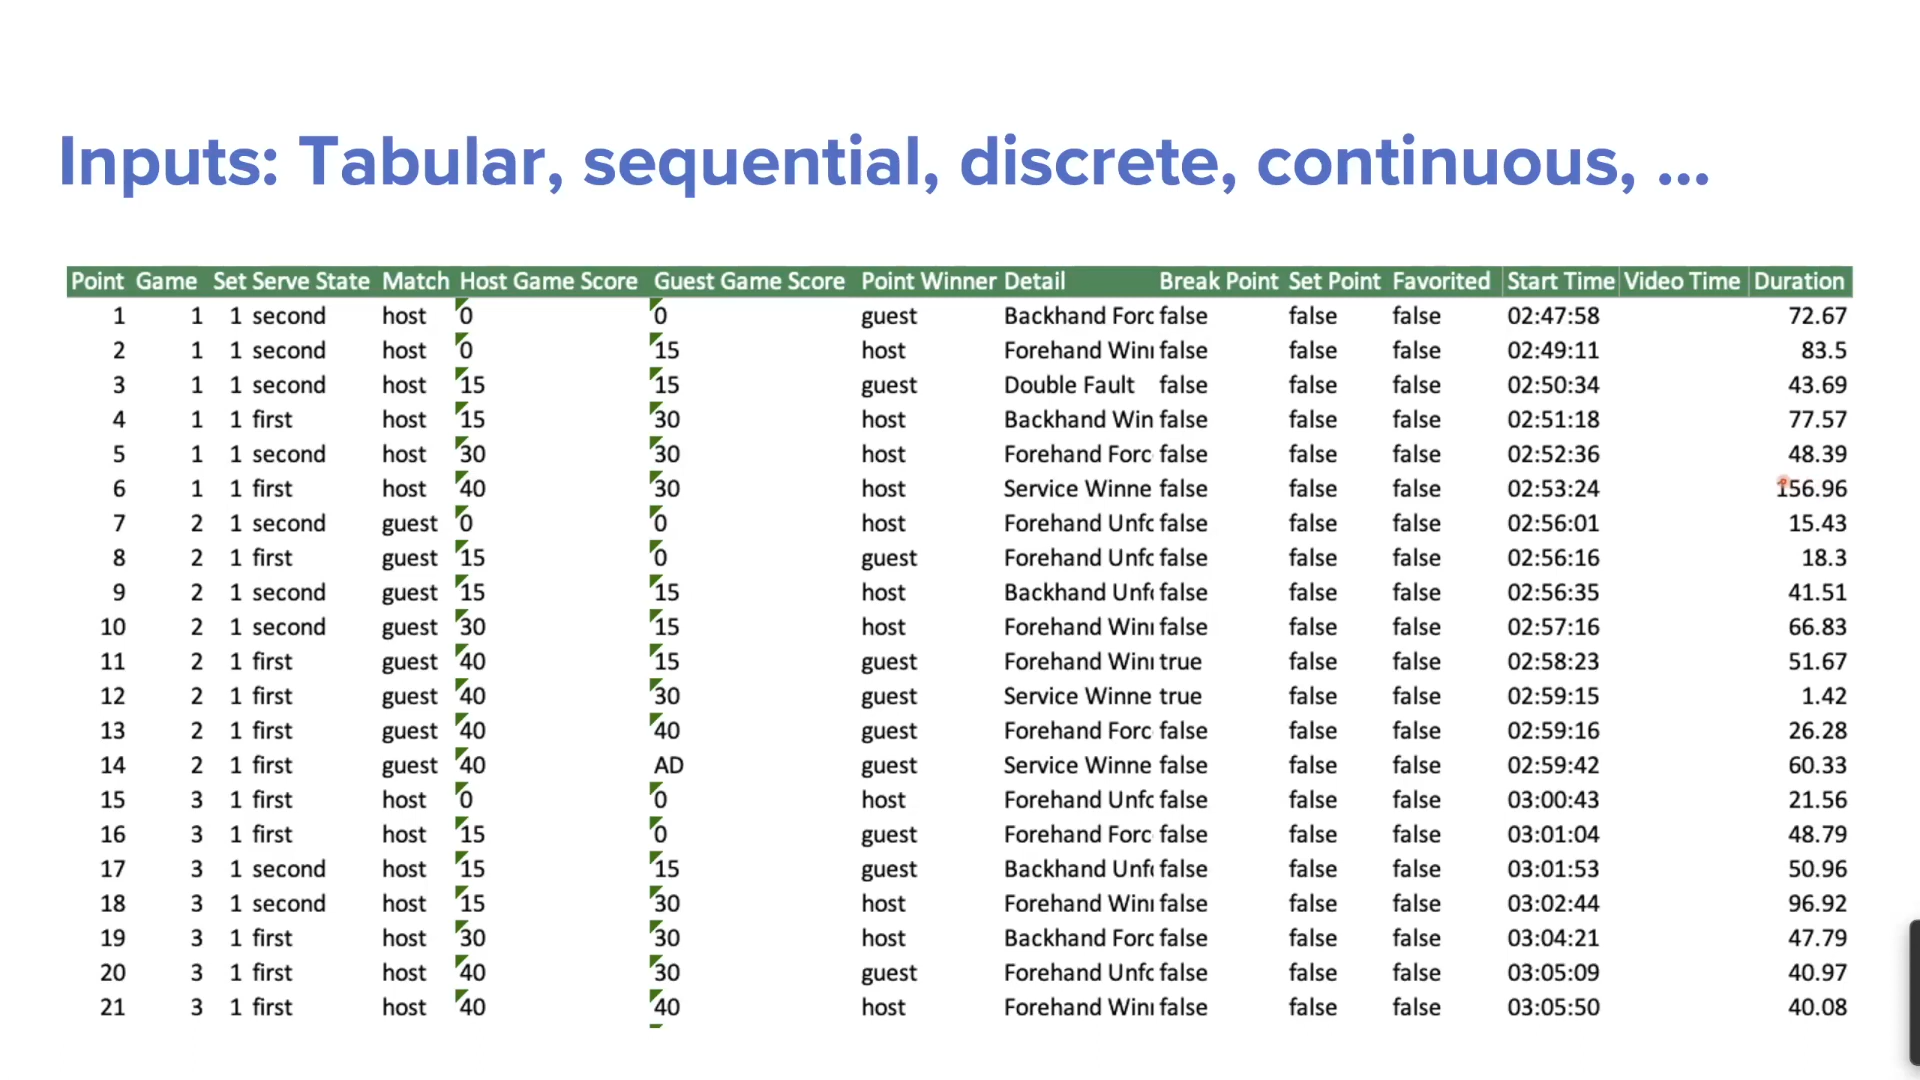 Inputs: Tabular, sequential, discrete, continuous, ...
Point Game Set Serve State Match Host Game Score Guest Game Score Point Winner Detail Break Point Set Point Favorited Start Time Video Time Duration
1 1 1 second host 0 0 guest Backhand Forc false false false 02:47:58 72.67
2 1 1 second host 0 15 host Forehand Winn false false false 02:49:11 83.5
3 1 1 second host 15 15 guest Double Fault false false false 02:50:34 43.69
4 1 1 first host 15 30 host Backhand Win false false false 02:51:18 77.57
5 1 1 second host 30 30 host Forehand Forc false false false 02:52:36 48.39
6 1 1 first host 40 30 host Service Winne false false false 02:53:24 156.96
7 2 1 second guest 0 0 host Forehand Unfo false false false 02:56:01 15.43
8 2 1 first guest 15 0 guest Forehand Unfo false false false 02:56:16 18.3
9 2 1 second guest 15 15 host Backhand Unfo false false false 02:56:35 41.51
10 2 1 second guest 30 15 host Forehand Winn false false false 02:57:16 66.83
11 2 1 first guest 40 15 guest Forehand Winn true false false 02:58:23 51.67
12 2 1 first guest 40 30 guest Service Winne true false false 02:59:15 1.42
13 2 1 first guest 40 40 guest Forehand Forc false false false 02:59:16 26.28
14 2 1 first guest 40 AD guest Service Winne false false false 02:59:42 60.33
15 3 1 first host 0 0 host Forehand Unfo false false false 03:00:43 21.56
16 3 1 first host 15 0 guest Forehand Forc false false false 03:01:04 48.79
17 3 1 second host 15 15 guest Backhand Unfo false false false 03:01:53 50.96
18 3 1 second host 15 30 host Forehand Winn false false false 03:02:44 96.92
19 3 1 first host 30 30 host Backhand Forc false false false 03:04:21 47.79
20 3 1 first host 40 30 guest Forehand Unfo false false false 03:05:09 40.97
21 3 1 first host 40 40 host Forehand Winn false false false 03:05:50 40.08